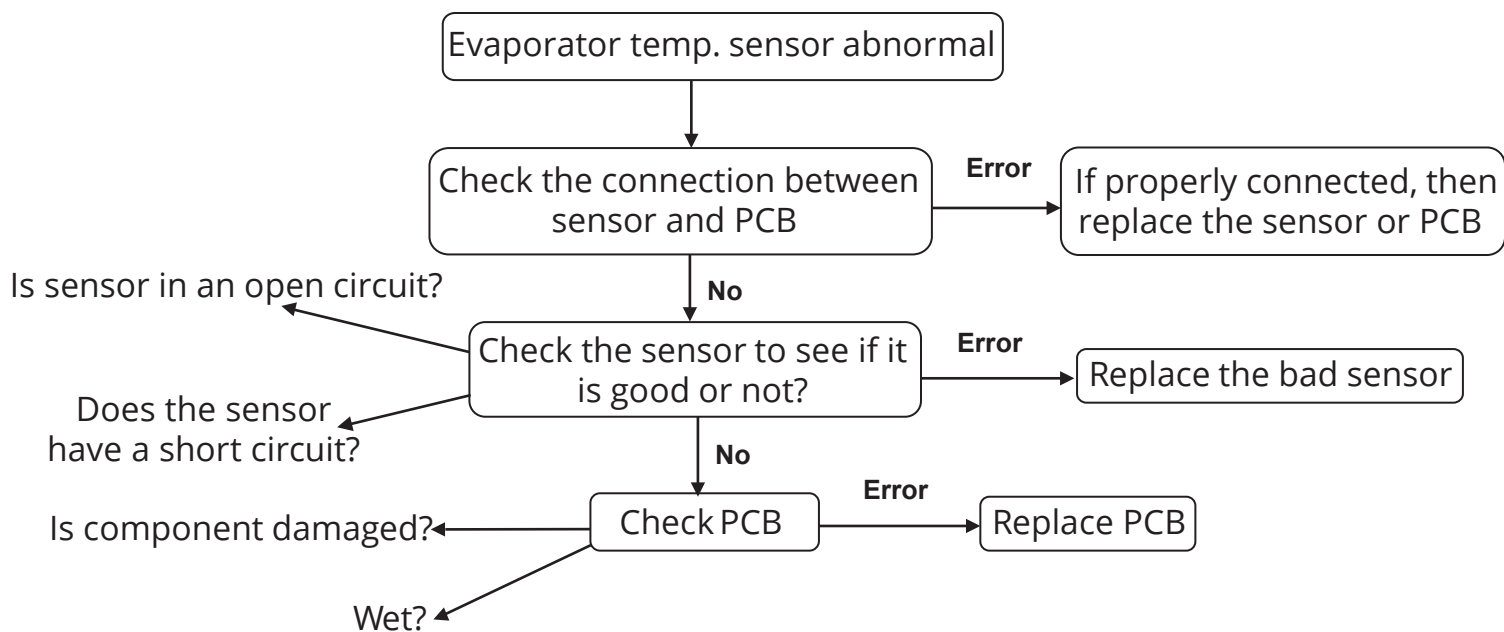 Evaporator temp. sensor abnormal
Check the connection between
sensor and PCB
Error
If properly connected, then
replace the sensor or PCB
No
Is sensor in an open circuit?
Check the sensor to see if it
is good or not?
Error
Replace the bad sensor
Does the sensor
have a short circuit?
No
Check PCB
Error
Replace PCB
Is component damaged?
Wet?